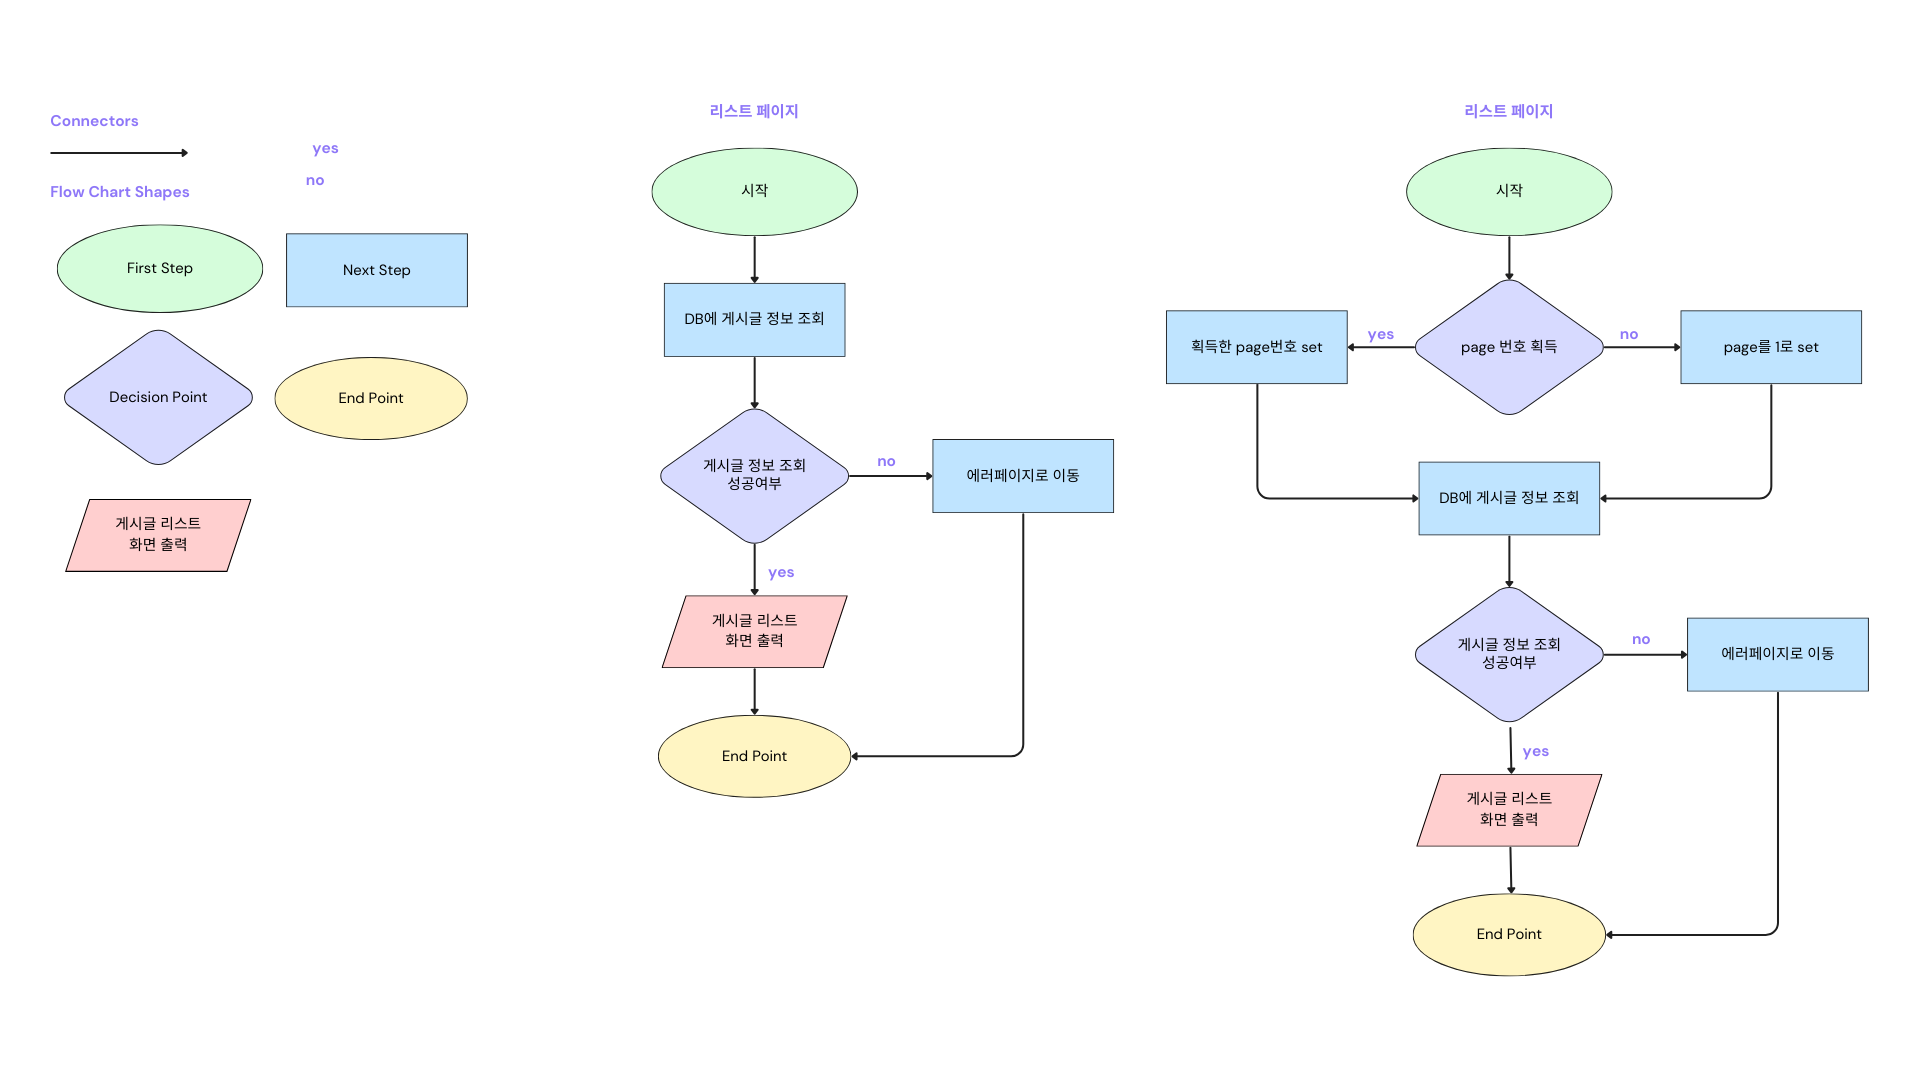 Connectors
yes
no
Flow Chart Shapes
First Step
Next Step
Decision Point
End Point
게시글 리스트
화면 출력
리스트 페이지
시작
DB에 게시글 정보 조회
게시글 정보 조회
성공여부
no
에러페이지로 이동
yes
게시글 리스트
화면 출력
End Point
리스트 페이지
시작
획득한 page번호 set
yes
page 번호 획득
no
page를 1로 set
DB에 게시글 정보 조회
게시글 정보 조회
성공여부
no
에러페이지로 이동
yes
게시글 리스트
화면 출력
End Point